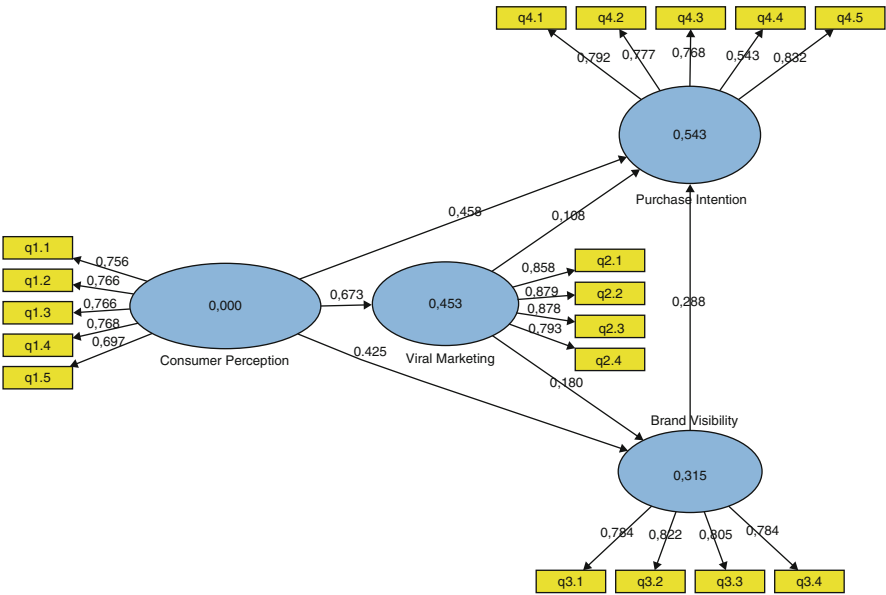 q4.1 q4.2 q4.3 q4.4 q4.5
0,792 0,777 0,768 0,543 0,832
0,543
Purchase Intention
0,458
0,108
q1.1
q1.2
q1.3
q1.4
q1.5
0,756
0,766
0,766
0,768
0,697
0,000
Consumer Perception
0,673
0,453
Viral Marketing
0,858
0,879
0,878
0,793
q2.1
q2.2
q2.3
q2.4
0,288
0.425
0,180
Brand Visibility
0,315
0,784 0,822 0,805 0,784
q3.1 q3.2 q3.3 q3.4